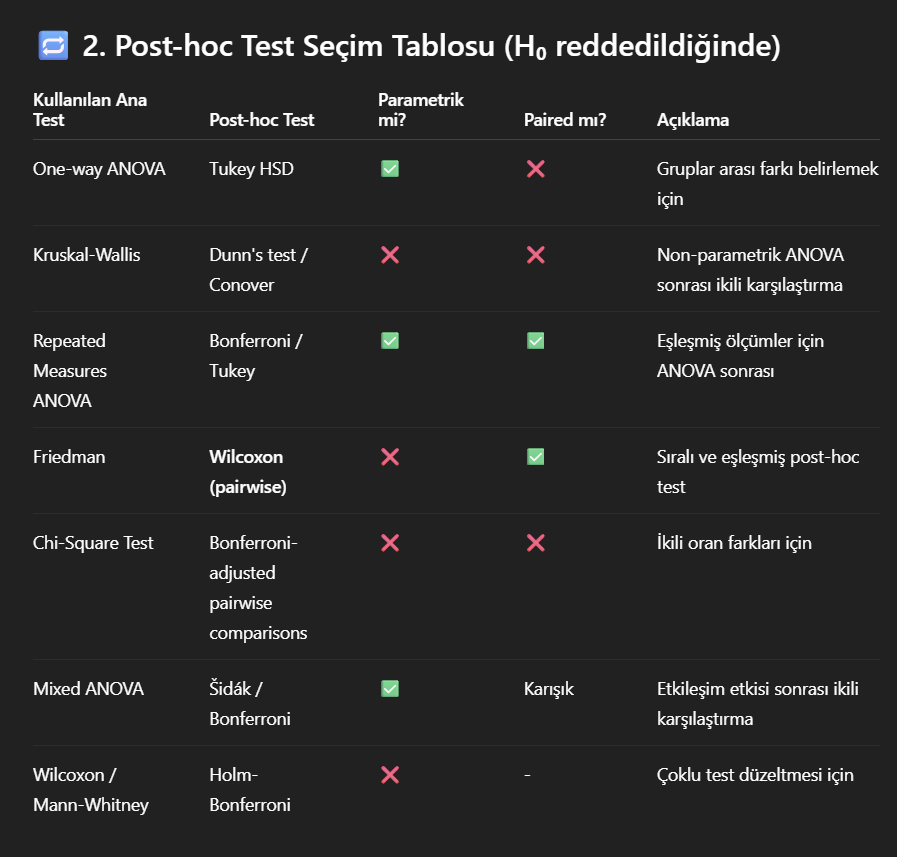 🔁 2. Post-hoc Test Seçim Tablosu (H₀ reddedildiğinde)
Kullanılan Ana
Test
Post-hoc Test
Parametrik
mi?
Paired mı?
Açıklama
One-way ANOVA
Tukey HSD
✅
❌
Gruplar arası farkı belirlemek
için
Kruskal-Wallis
Dunn's test /
Conover
❌
❌
Non-parametrik ANOVA
sonrası ikili karşılaştırma
Repeated
Measures
ANOVA
Bonferroni /
Tukey
✅
✅
Eşleşmiş ölçümler için
ANOVA sonrası
Friedman
Wilcoxon
(pairwise)
❌
✅
Sıralı ve eşleşmiş post-hoc
test
Chi-Square Test
Bonferroni-
adjusted
pairwise
comparisons
❌
❌
İkili oran farkları için
Mixed ANOVA
Šidák /
Bonferroni
✅
Karışık
Etkileşim etkisi sonrası ikili
karşılaştırma
Wilcoxon /
Mann-Whitney
Holm-
Bonferroni
❌
-
Çoklu test düzeltmesi için